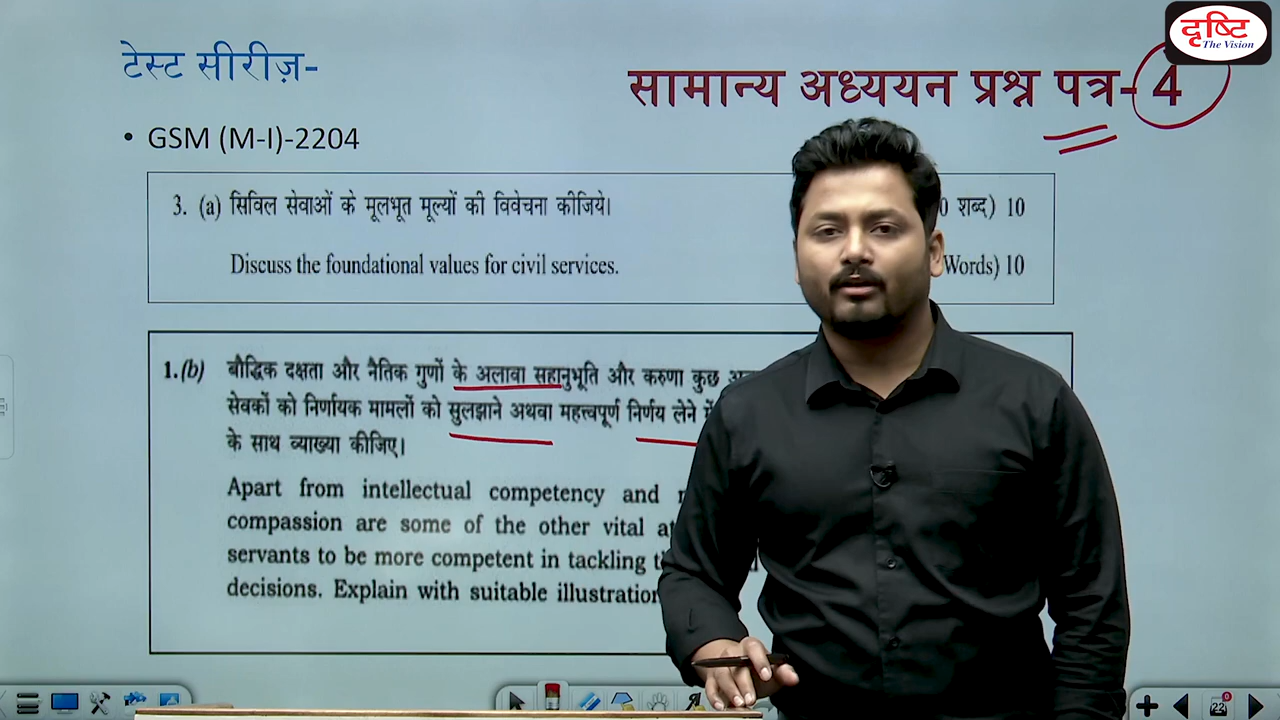 दृष्टि
The Vision
टेस्ट सीरीज़-
सामान्य अध्ययन प्रश्न पत्र- 4
• GSM (M-I)-2204
3. (a) सिविल सेवाओं के मूलभूत मूल्यों की विवेचना कीजिये। शब्द) 10
Discuss the foundational values for civil services. Words) 10
1.(b) बौद्धिक दक्षता और नैतिक गुणों के अलावा सहानुभूति और करुणा कुछ
सेवकों को निर्णायक मामलों को सुलझाने अथवा महत्त्वपूर्ण निर्णय लेने
के साथ व्याख्या कीजिए।
Apart from intellectual competency and
compassion are some of the other vital
servants to be more competent in tackling
decisions. Explain with suitable
22